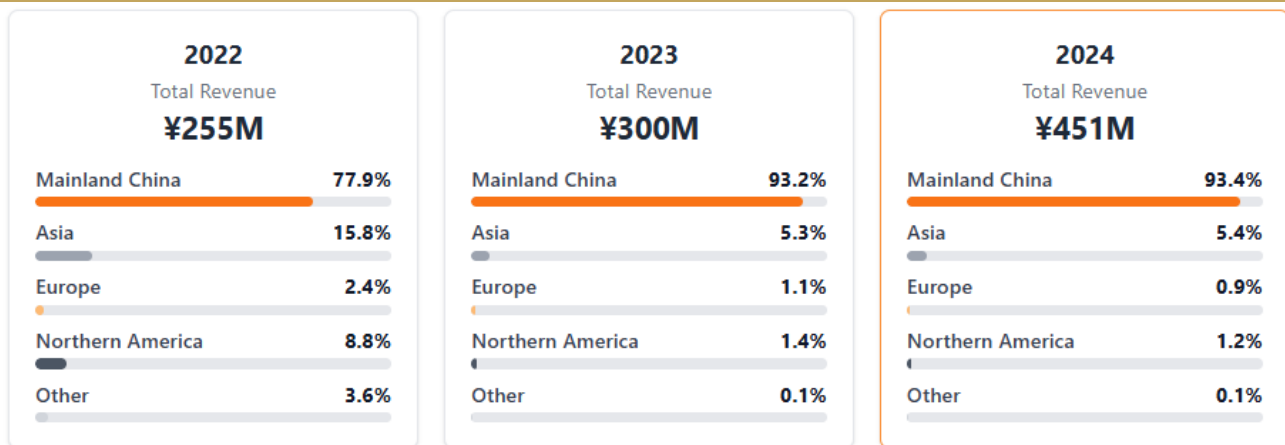 2022
Total Revenue
¥255M
Mainland China 77.9%
Asia 15.8%
Europe 2.4%
Northern America 8.8%
Other 3.6%
2023
Total Revenue
¥300M
Mainland China 93.2%
Asia 5.3%
Europe 1.1%
Northern America 1.4%
Other 0.1%
2024
Total Revenue
¥451M
Mainland China 93.4%
Asia 5.4%
Europe 0.9%
Northern America 1.2%
Other 0.1%